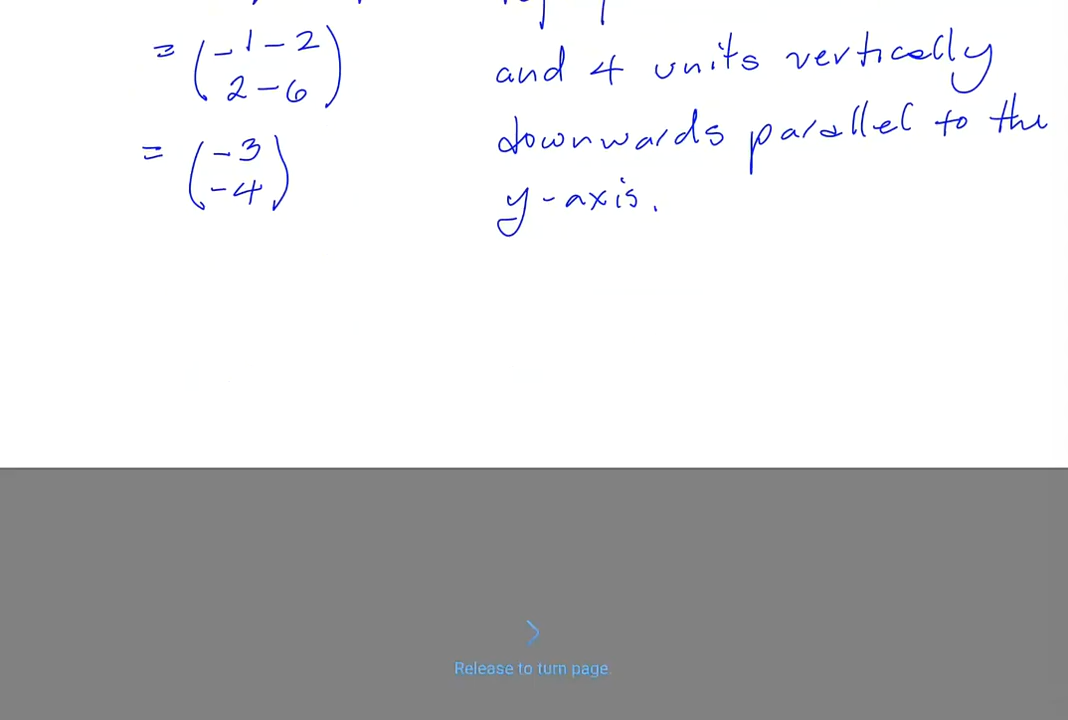 = (-1 - 2
2 - 6)
= (-3
-4)
and 4 units vertically
downwards parallel to the
y-axis.
Release to turn page.